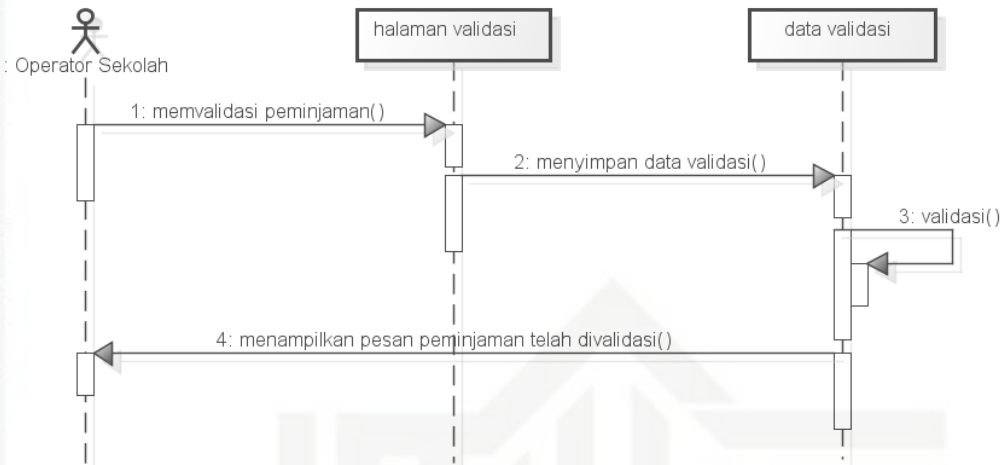 halaman validasi
data validasi
: Operator Sekolah
1: memvalidasi peminjaman()
2: menyimpan data validasi()
3: validasi()
4: menampilkan pesan peminjaman telah divalidasi()